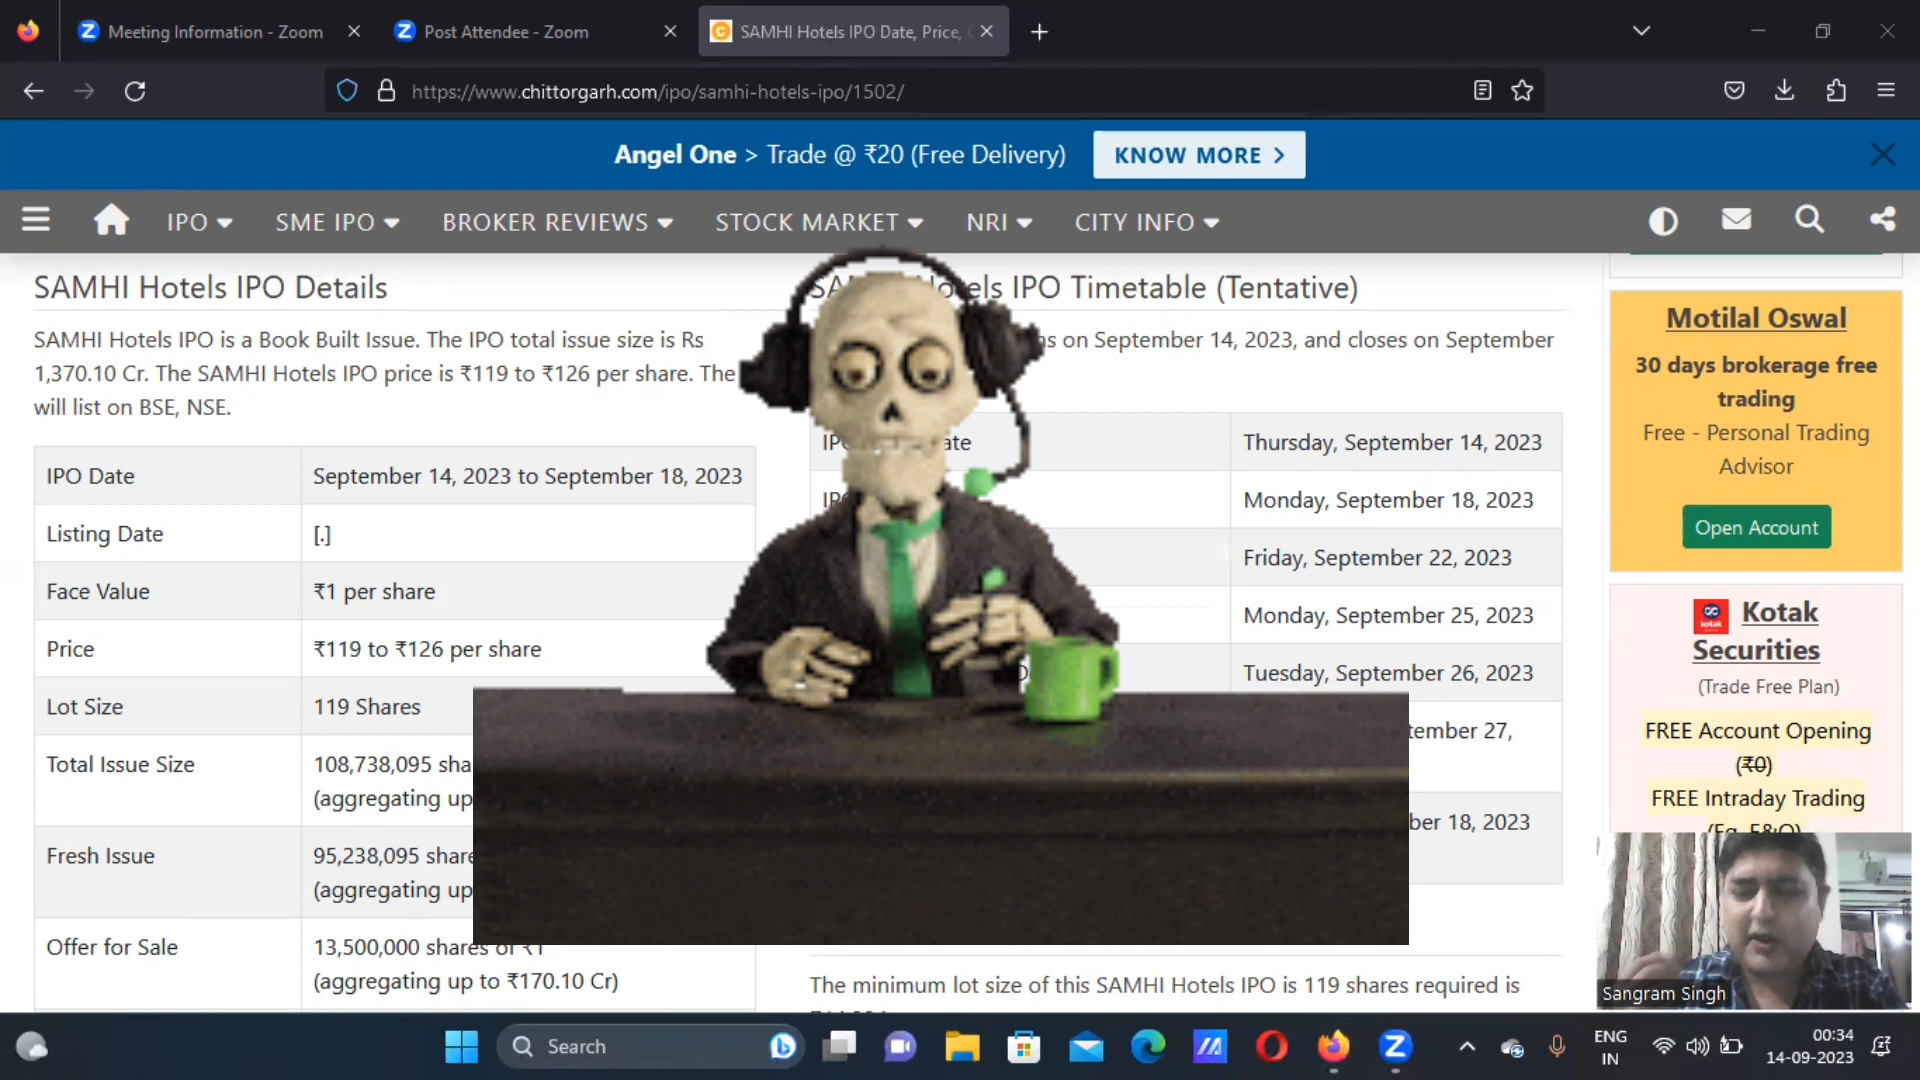 Meeting Information - Zoom
Post Attendee - Zoom
SAMHI Hotels IPO Date, Price,
https://www.chittorgarh.com/ipo/samhi-hotels-ipo/1502/
Angel One > Trade @ ₹20 (Free Delivery)
KNOW MORE >
IPO
SME IPO
BROKER REVIEWS
STOCK MARKET
NRI
CITY INFO
SAMHI Hotels IPO Details
SAMHI Hotels IPO is a Book Built Issue. The IPO total issue size is Rs
1,370.10 Cr. The SAMHI Hotels IPO price is ₹119 to ₹126 per share. The
will list on BSE, NSE.
IPO Date
September 14, 2023 to September 18, 2023
Listing Date
[.]
Face Value
₹1 per share
Price
₹119 to ₹126 per share
Lot Size
119 Shares
Total Issue Size
108,738,095 sha
(aggregating up
Fresh Issue
95,238,095 share
(aggregating up
Offer for Sale
13,500,000 shares of ₹1
(aggregating up to ₹170.10 Cr)
IPO Timetable (Tentative)
on September 14, 2023, and closes on September
Thursday, September 14, 2023
Monday, September 18, 2023
Friday, September 22, 2023
Monday, September 25, 2023
Tuesday, September 26, 2023
tember 27,
ber 18, 2023
The minimum lot size of this SAMHI Hotels IPO is 119 shares required is
Motilal Oswal
30 days brokerage free
trading
Free - Personal Trading
Advisor
Open Account
kotak
Kotak
Securities
(Trade Free Plan)
FREE Account Opening
(₹0)
FREE Intraday Trading
(Eq, F&O)
Sangram Singh
Search
ENG
IN
00:34
14-09-2023